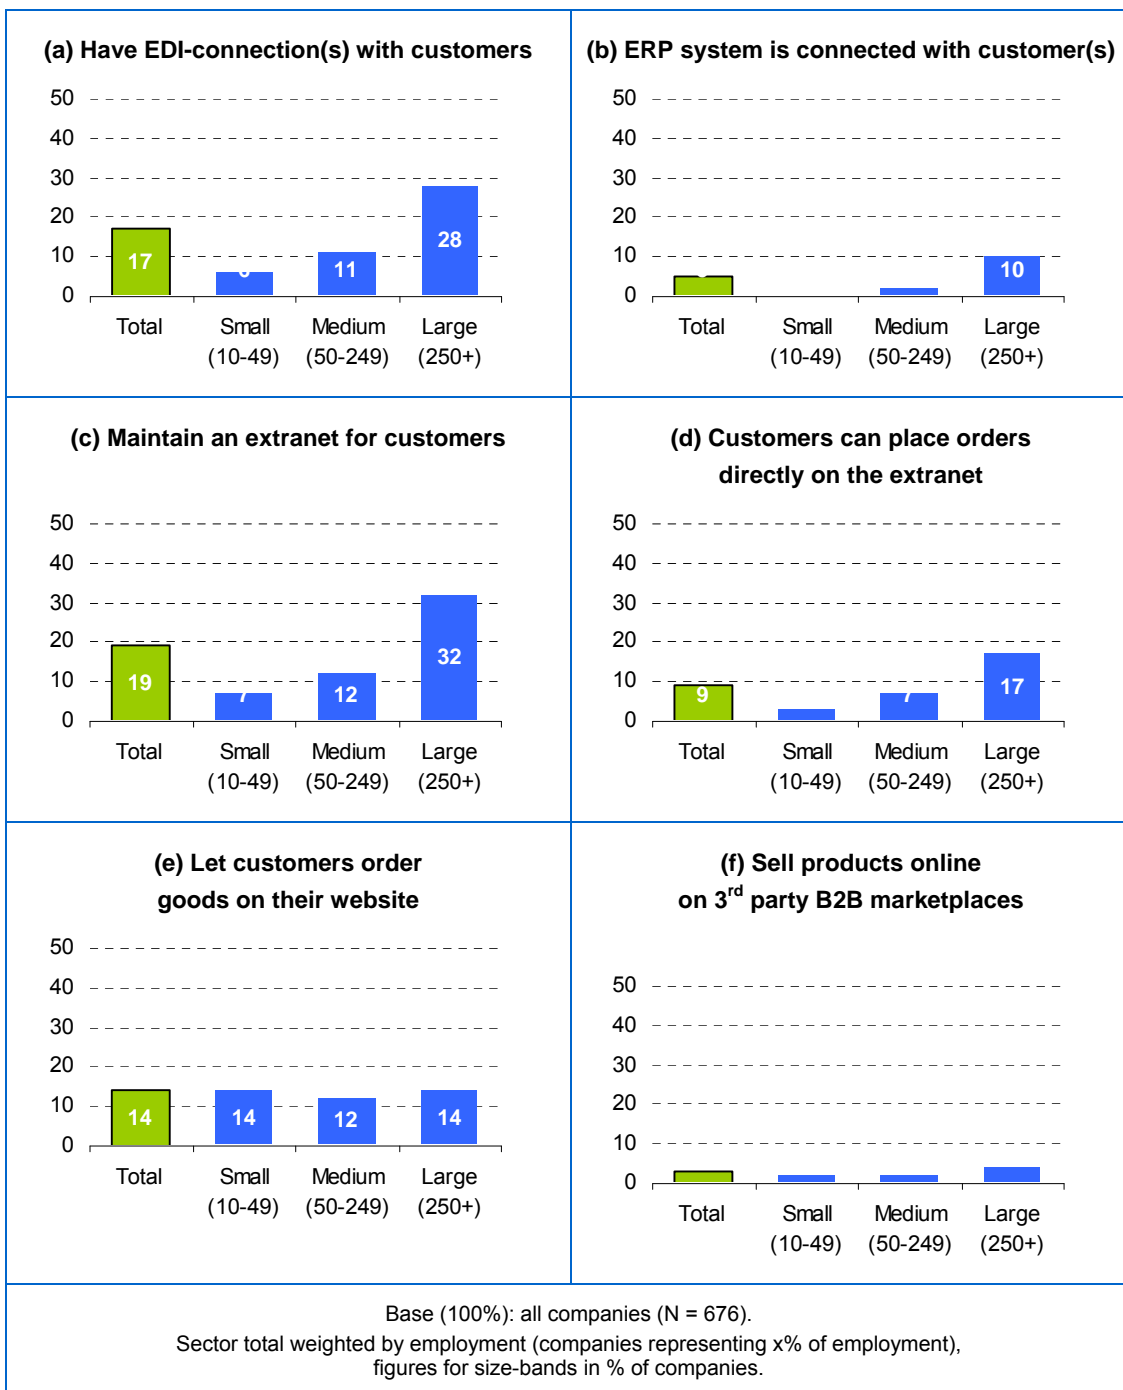 (a) Have EDI-connection(s) with customers
50
40
30
20
10
0
17
6
11
28
Total
Small
(10-49)
Medium
(50-249)
Large
(250+)
(b) ERP system is connected with customer(s)
50
40
30
20
10
0
10
Total
Small
(10-49)
Medium
(50-249)
Large
(250+)
(c) Maintain an extranet for customers
50
40
30
20
10
0
19
7
12
32
Total
Small
(10-49)
Medium
(50-249)
Large
(250+)
(d) Customers can place orders
directly on the extranet
50
40
30
20
10
0
9
7
17
Total
Small
(10-49)
Medium
(50-249)
Large
(250+)
(e) Let customers order
goods on their website
50
40
30
20
10
0
14
14
12
14
Total
Small
(10-49)
Medium
(50-249)
Large
(250+)
(f) Sell products online
on 3rd party B2B marketplaces
50
40
30
20
10
0
Total
Small
(10-49)
Medium
(50-249)
Large
(250+)
Base (100%): all companies (N = 676).
Sector total weighted by employment (companies representing x% of employment),
figures for size-bands in % of companies.